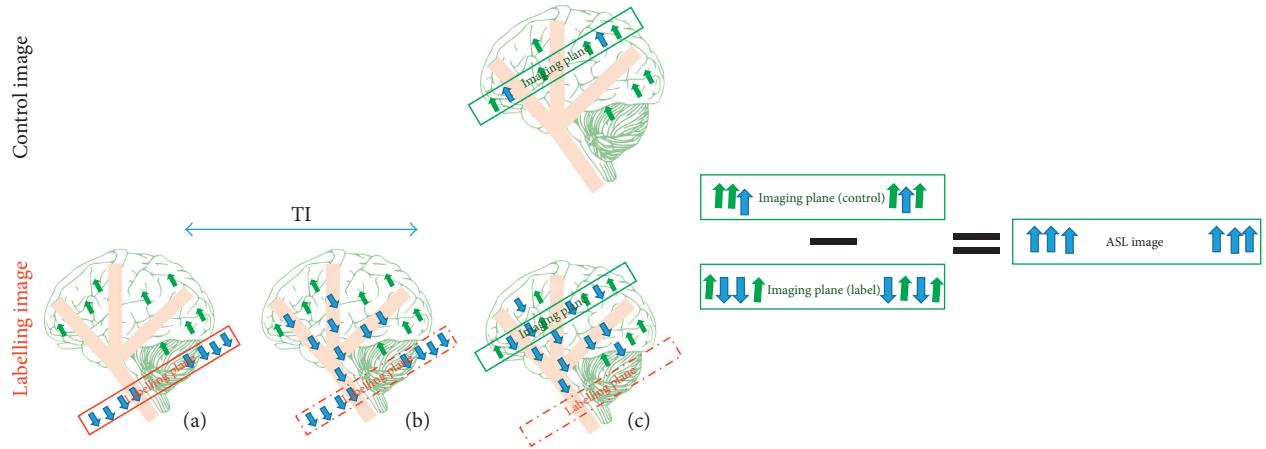 Control image
Imaging plane
Imaging plane (control)
TI
ASL image
Labelling image
Imaging plane (label)
Imaging plane
Labelling plane
Labelling plane
Labelling plane
(a)
(b)
(c)